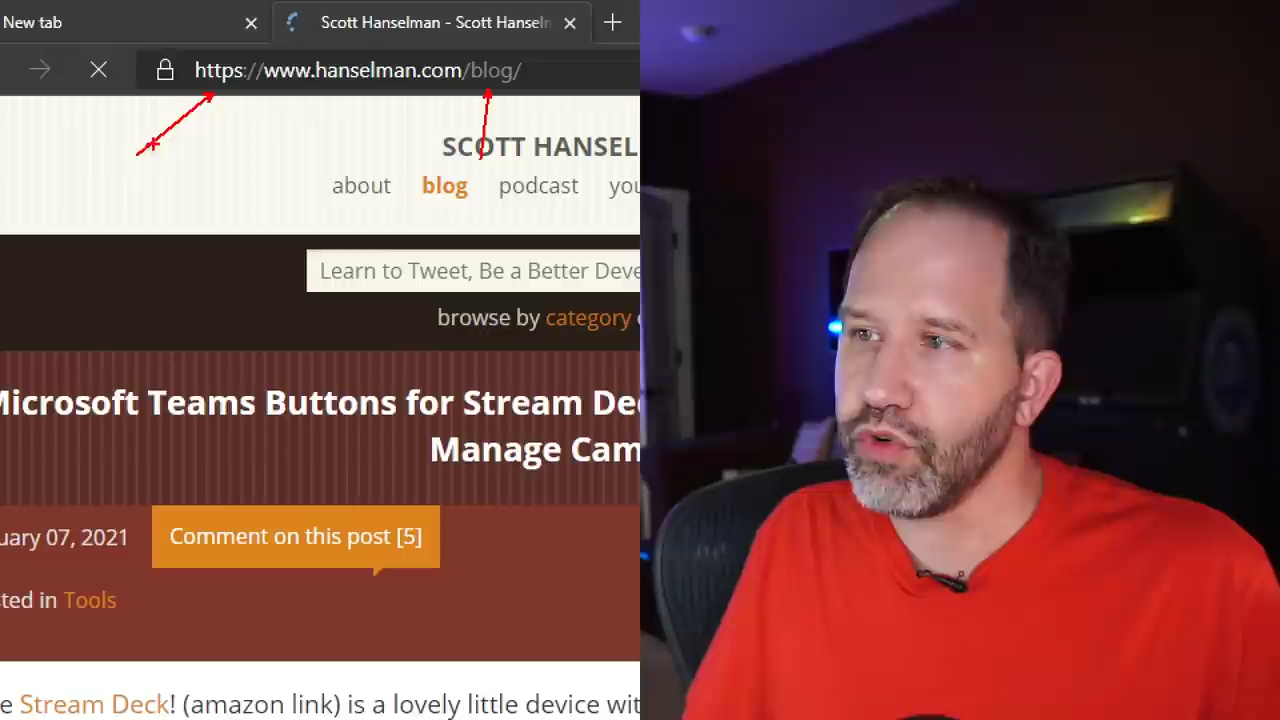 New tab
Scott Hanselman - Scott Hanseln
https://www.hanselman.com/blog/
SCOTT HANSEL
about blog podcast you
Learn to Tweet, Be a Better Deve
browse by category
Microsoft Teams Buttons for Stream Dec
Manage Cam
uary 07, 2021
Comment on this post [5]
sted in Tools
e Stream Deck! (amazon link) is a lovely little device wit